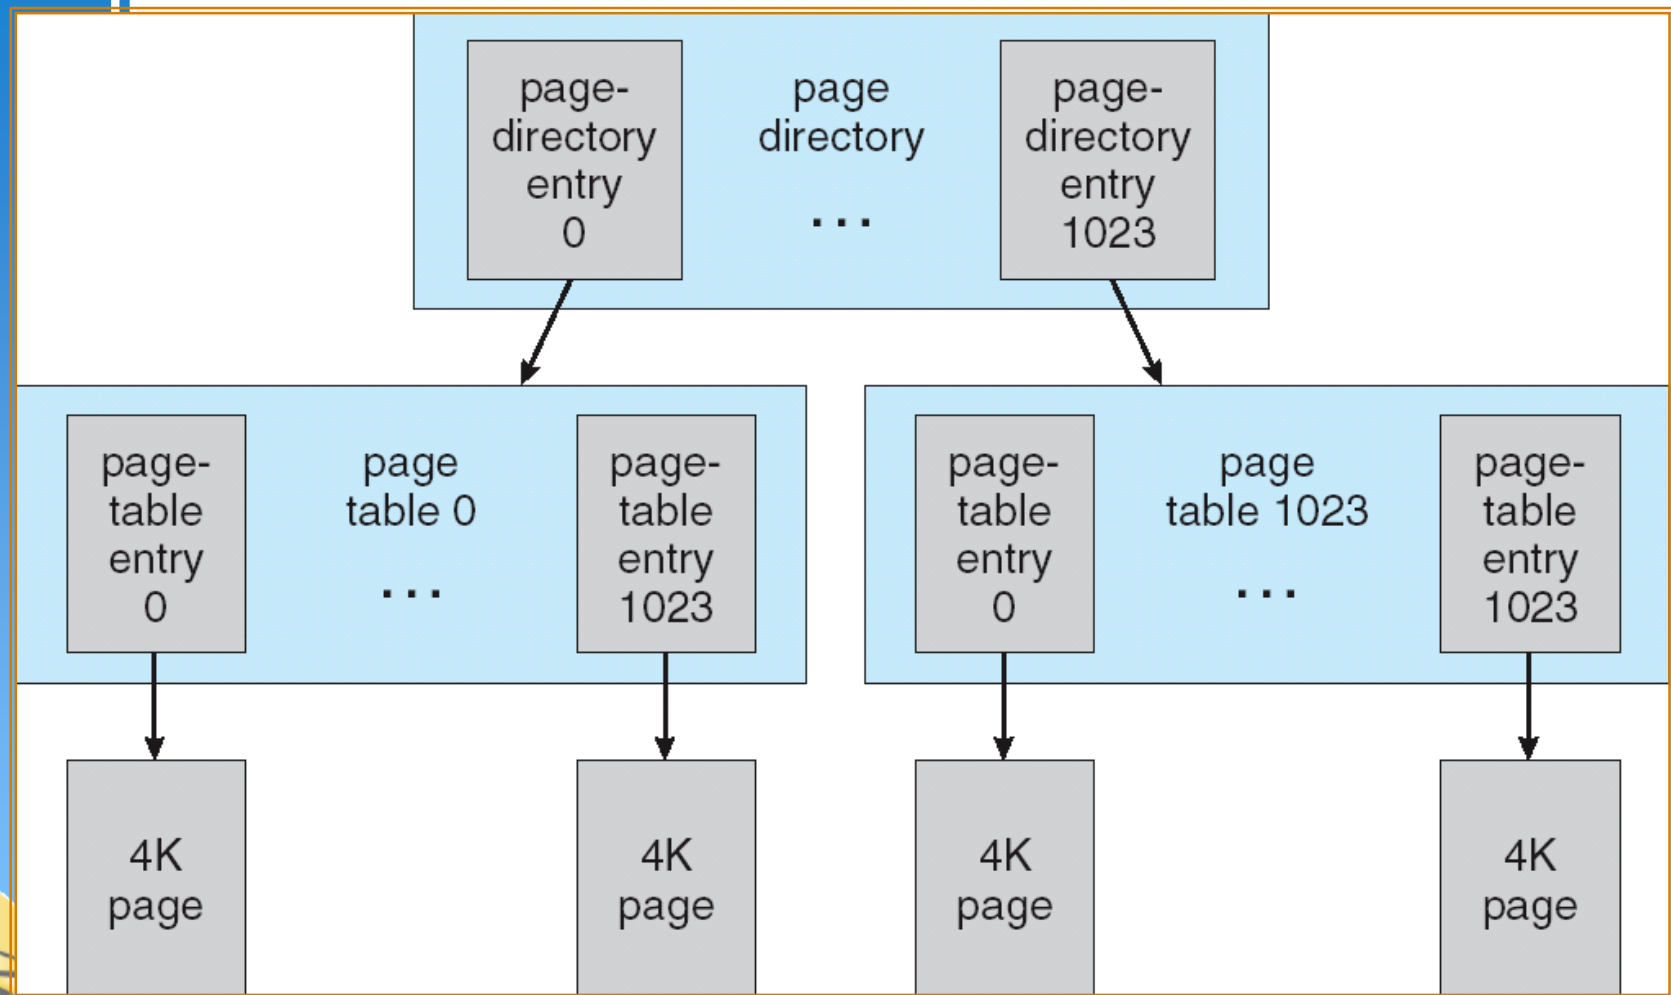 page-
directory
entry
0
page
directory
...
page-
directory
entry
1023
page-
table
entry
0
page
table 0
...
page-
table
entry
1023
page-
table
entry
0
page
table 1023
...
page-
table
entry
1023
4K
page
4K
page
4K
page
4K
page